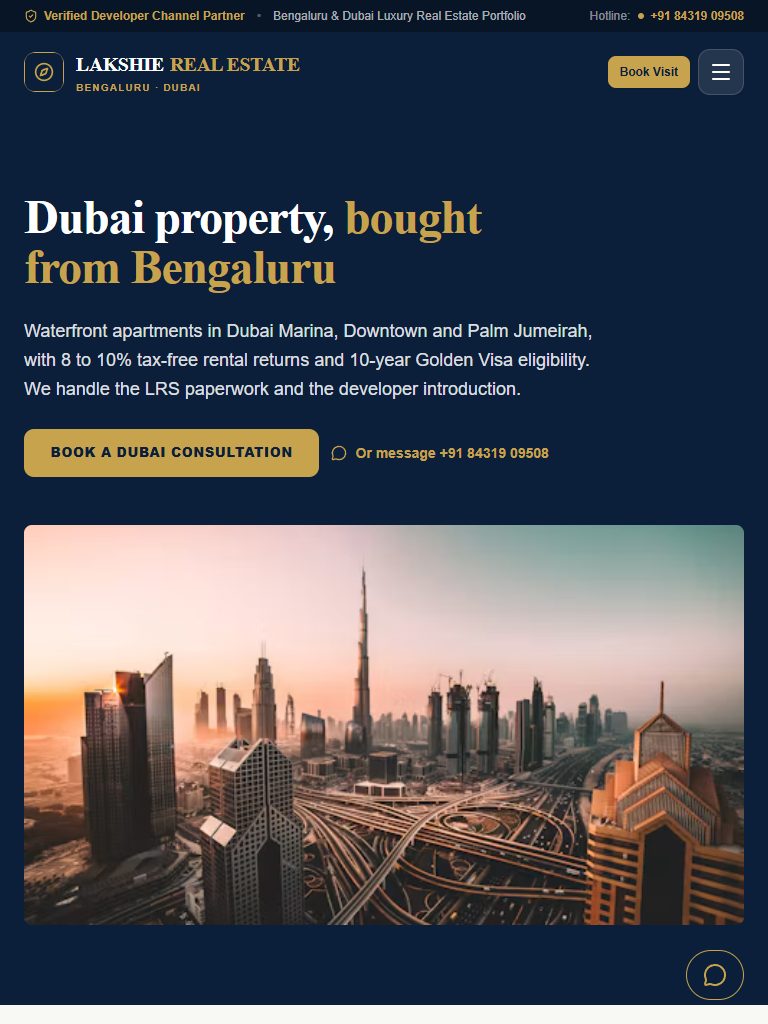 Verified Developer Channel Partner • Bengaluru & Dubai Luxury Real Estate Portfolio Hotline: +91 84319 09508
LAKSHIE REAL ESTATE
BENGALURU · DUBAI
Book Visit
Dubai property, bought
from Bengaluru
Waterfront apartments in Dubai Marina, Downtown and Palm Jumeirah,
with 8 to 10% tax-free rental returns and 10-year Golden Visa eligibility.
We handle the LRS paperwork and the developer introduction.
BOOK A DUBAI CONSULTATION
Or message +91 84319 09508